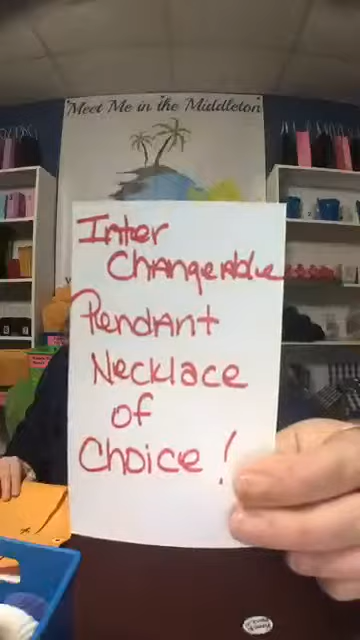 Meet Me in the Middleton
Inter
Changeable
Pendant
Necklace
of
Choice!